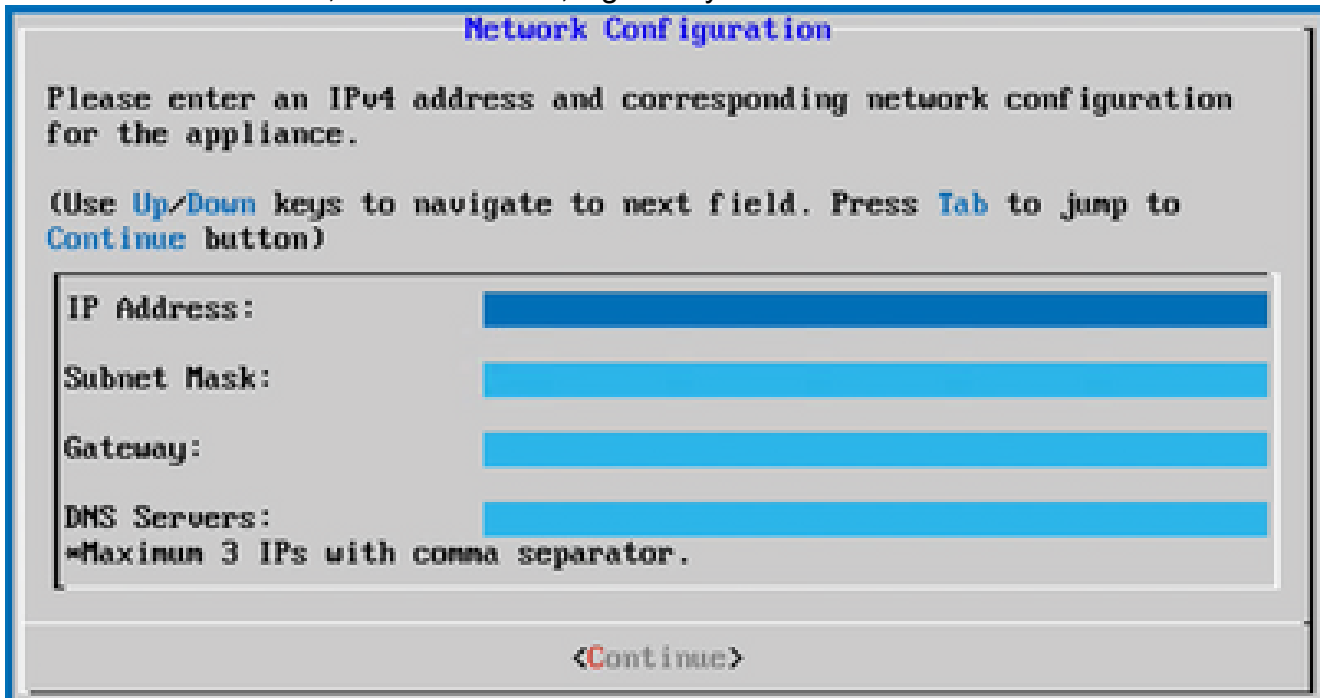 Network Configuration
Please enter an IPv4 address and corresponding network configuration
for the appliance.
(Use Up/Down keys to navigate to next field. Press Tab to jump to
Continue button)
IP Address:
Subnet Mask:
Gateway:
DNS Servers:
*Maximum 3 IPs with comma separator.
<Continue>